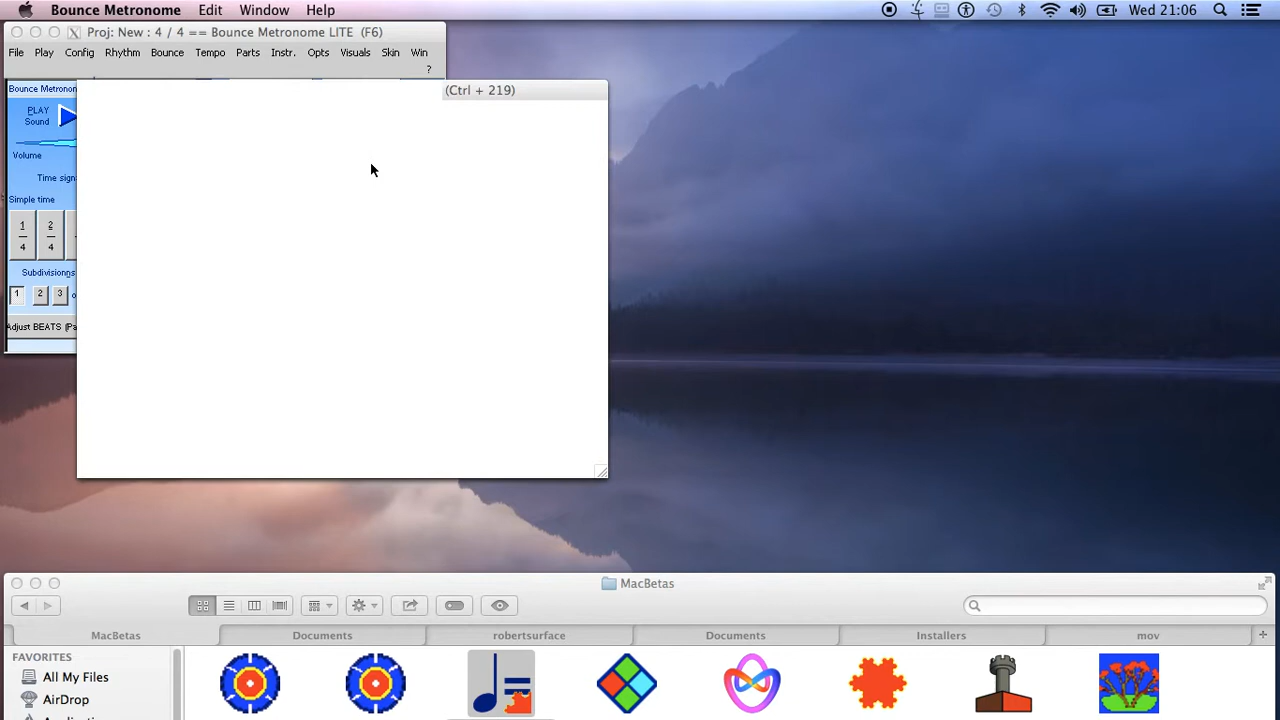 Bounce Metronome Edit Window Help Wed 21:06
Proj: New : 4 / 4 == Bounce Metronome LITE (F6)
File Play Config Rhythm Bounce Tempo Parts Instr. Opts Visuals Skin Win
?
Bounce Metronom
(Ctrl + 219)
PLAY
Sound
Volume
Time sign
Simple time
1 2
4 4
Subdivisions
1 2 3 o
Adjust BEATS (Pa
MacBetas
MacBetas Documents robertsurface Documents Installers mov
FAVORITES
All My Files
AirDrop